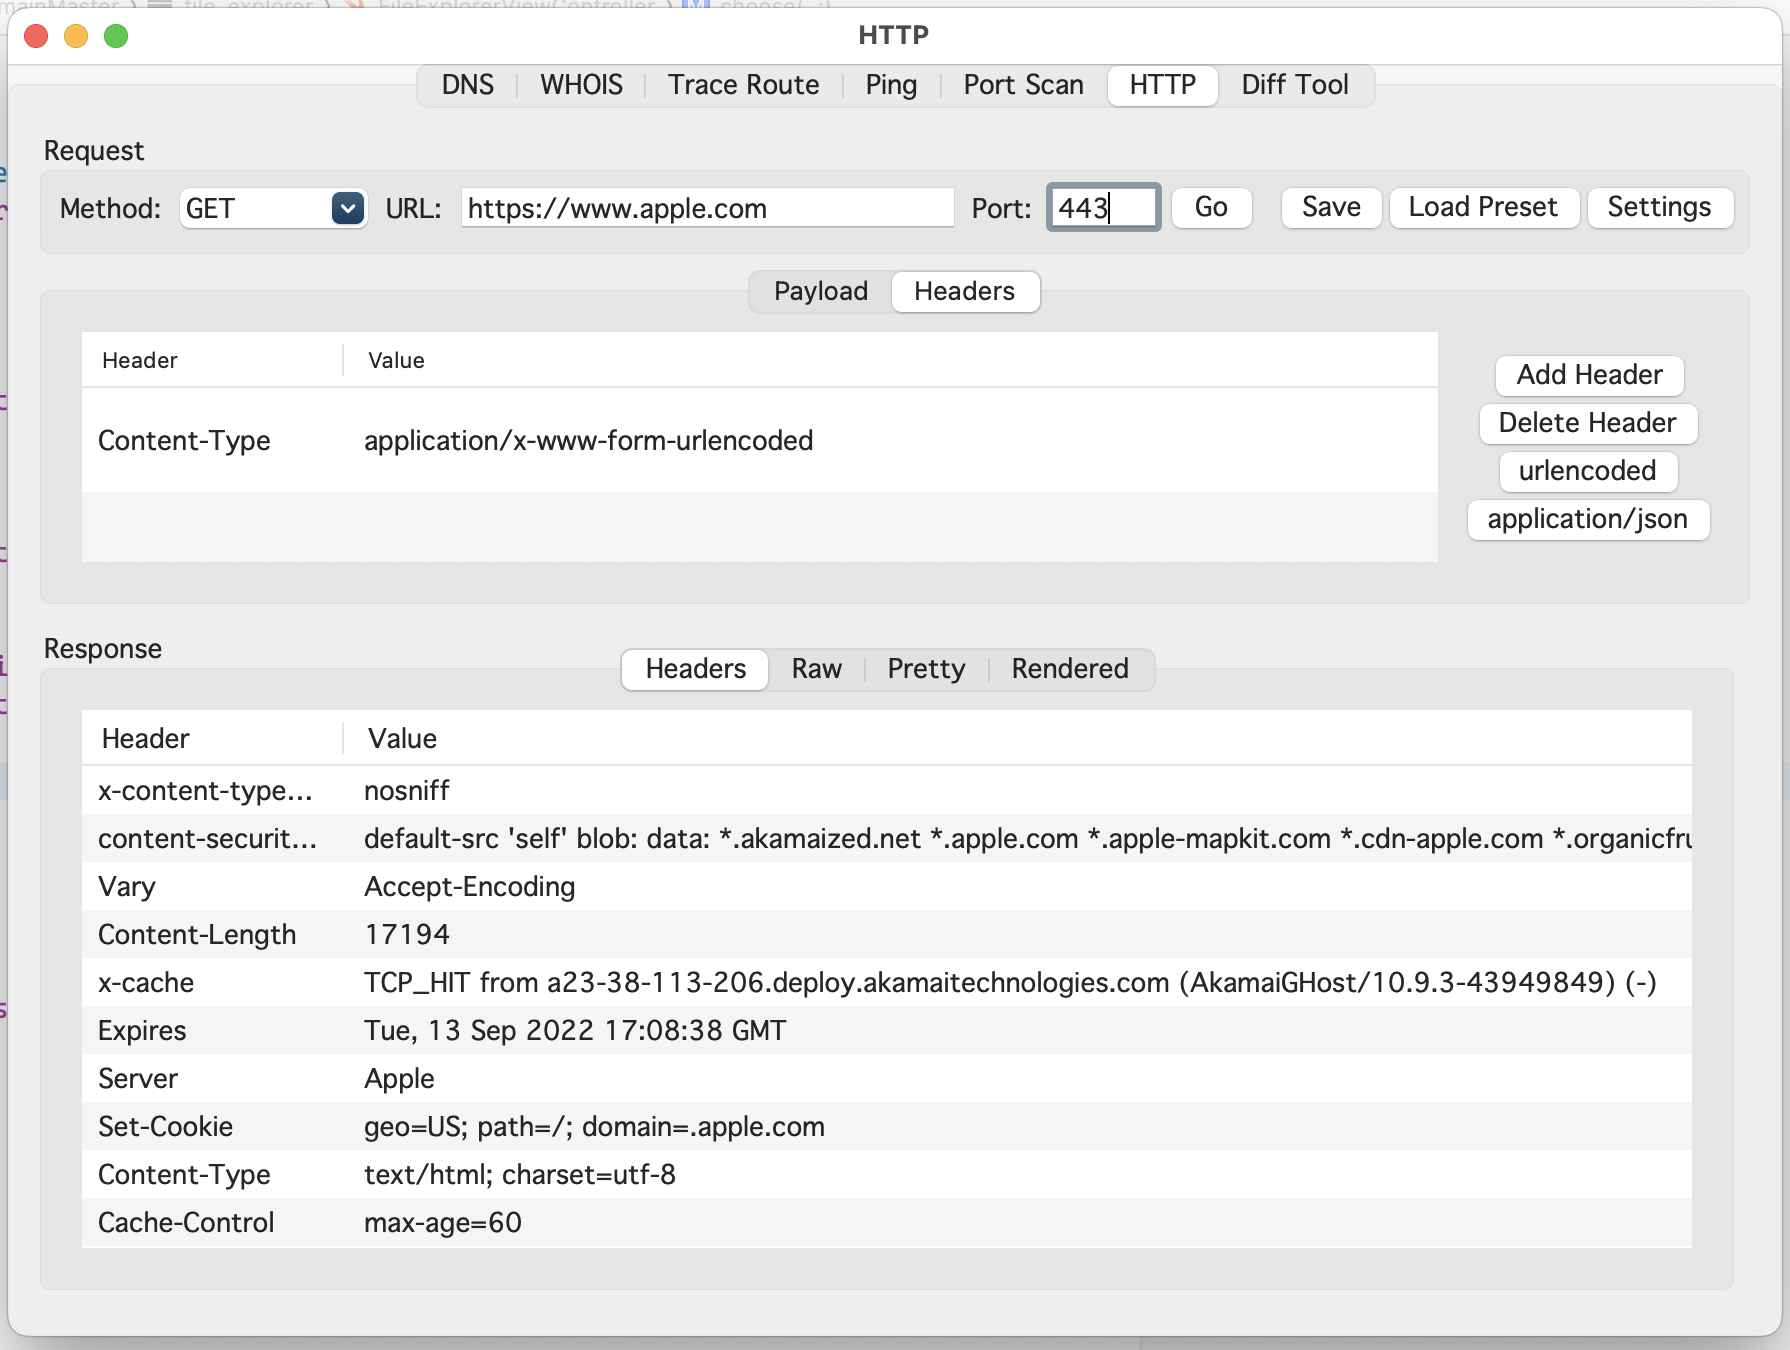 file_explorer FileExplorerViewController M choose(_:)
HTTP
DNS WHOIS Trace Route Ping Port Scan HTTP Diff Tool
Request
Method: GET URL: https://www.apple.com Port: 443 Go Save Load Preset Settings
Payload Headers
Header Value
Content-Type application/x-www-form-urlencoded
Add Header
Delete Header
urlencoded
application/json
Response
Headers Raw Pretty Rendered
Header Value
x-content-type... nosniff
content-securit... default-src 'self' blob: data: *.akamaized.net *.apple.com *.apple-mapkit.com *.cdn-apple.com *.organicfru
Vary Accept-Encoding
Content-Length 17194
x-cache TCP_HIT from a23-38-113-206.deploy.akamaitechnologies.com (AkamaiGHost/10.9.3-43949849) (-)
Expires Tue, 13 Sep 2022 17:08:38 GMT
Server Apple
Set-Cookie geo=US; path=/; domain=.apple.com
Content-Type text/html; charset=utf-8
Cache-Control max-age=60